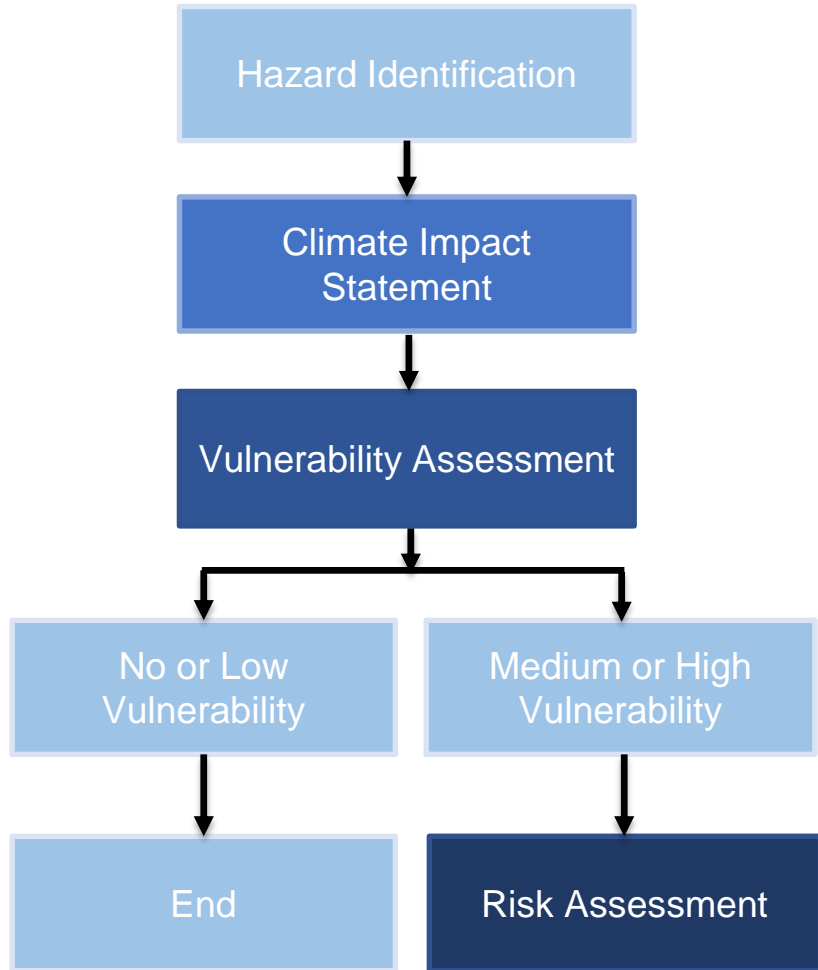 Hazard Identification
Climate Impact
Statement
Vulnerability Assessment
No or Low
Vulnerability
Medium or High
Vulnerability
End
Risk Assessment